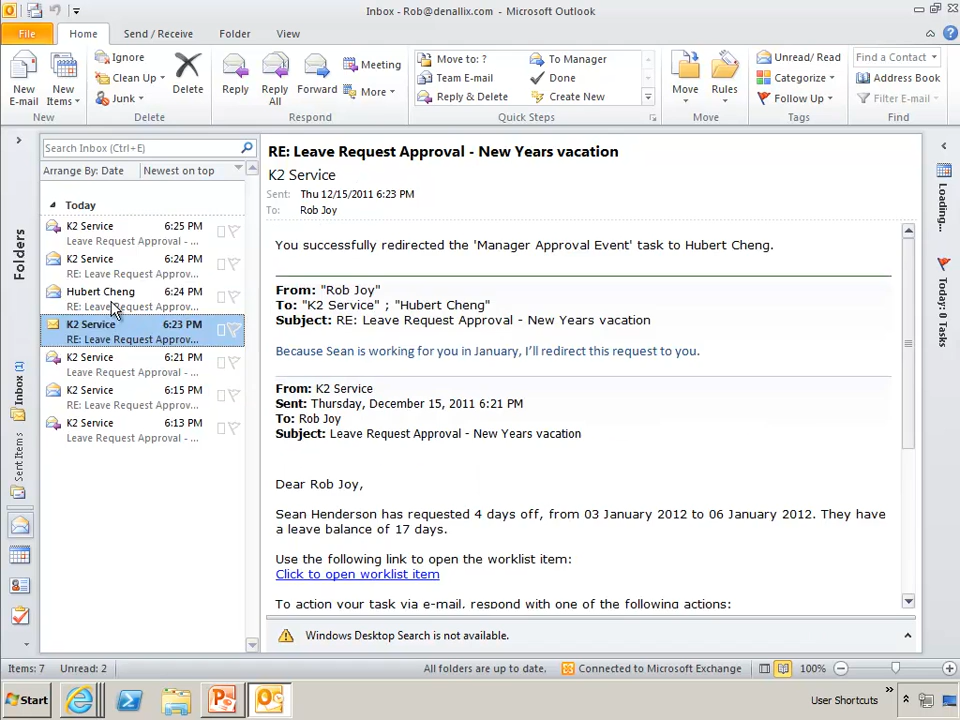 Inbox - Rob@denallix.com - Microsoft Outlook
File
Home
Send / Receive
Folder
View
New E-mail
New Items
New
Ignore
Clean Up
Junk
Delete
Delete
Reply
Reply All
Forward
Meeting
More
Respond
Move to: ?
Team E-mail
Reply & Delete
To Manager
Done
Create New
Quick Steps
Move
Rules
Move
Unread/ Read
Categorize
Follow Up
Tags
Find a Contact
Address Book
Filter E-mail
Find
Search Inbox (Ctrl+E)
Arrange By: Date
Newest on top
Today
K2 Service 6:25 PM
Leave Request Approval - ...
K2 Service 6:24 PM
RE: Leave Request Approv...
Hubert Cheng 6:24 PM
RE: Leave Request Approv...
K2 Service 6:23 PM
RE: Leave Request Approv...
K2 Service 6:21 PM
Leave Request Approval - ...
K2 Service 6:15 PM
RE: Leave Request Approv...
K2 Service 6:13 PM
Leave Request Approval - ...
Folders
Inbox (1)
Sent Items
RE: Leave Request Approval - New Years vacation
K2 Service
Sent: Thu 12/15/2011 6:23 PM
To: Rob Joy
You successfully redirected the 'Manager Approval Event' task to Hubert Cheng.
From: "Rob Joy"
To: "K2 Service" ; "Hubert Cheng"
Subject: RE: Leave Request Approval - New Years vacation
Because Sean is working for you in January, I'll redirect this request to you.
From: K2 Service
Sent: Thursday, December 15, 2011 6:21 PM
To: Rob Joy
Subject: Leave Request Approval - New Years vacation
Dear Rob Joy,
Sean Henderson has requested 4 days off, from 03 January 2012 to 06 January 2012. They have
a leave balance of 17 days.
Use the following link to open the worklist item:
Click to open worklist item
To action your task via e-mail, respond with one of the following actions:
Windows Desktop Search is not available.
Loading...
Today: 0 Tasks
Items: 7
Unread: 2
All folders are up to date.
Connected to Microsoft Exchange
100%
Start
User Shortcuts